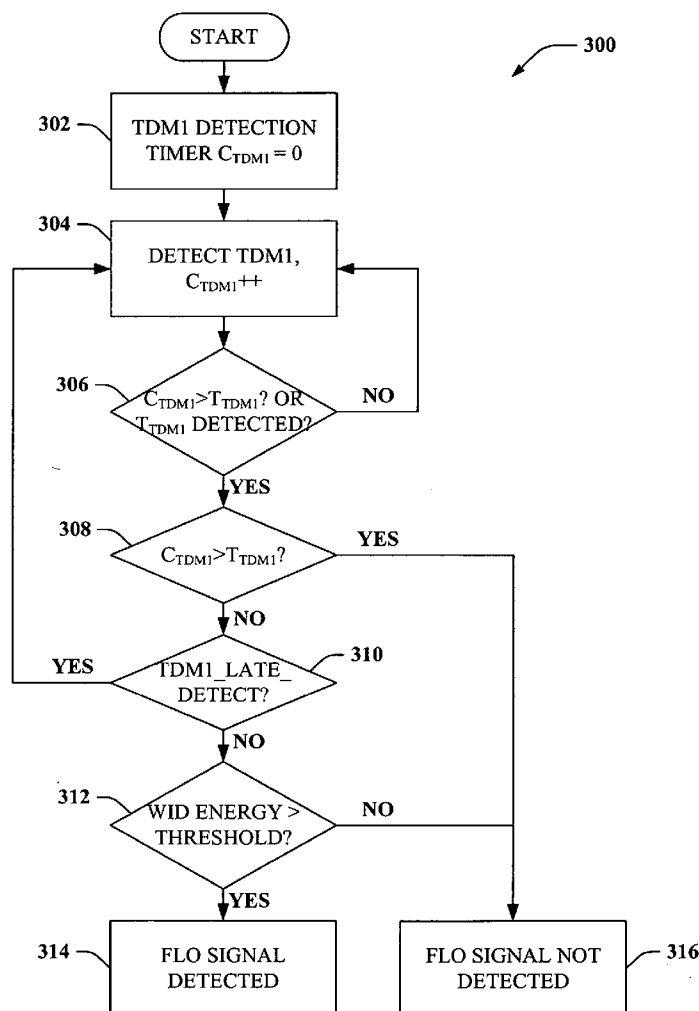 START
300
302
TDM1 DETECTION
TIMER C_TDM1 = 0
304
DETECT TDM1,
C_TDM1++
306
C_TDM1>T_TDM1? OR
T_TDM1 DETECTED?
NO
YES
308
C_TDM1>T_TDM1?
YES
NO
310
YES
TDM1_LATE_
DETECT?
NO
312
WID ENERGY >
THRESHOLD?
NO
YES
314
FLO SIGNAL
DETECTED
FLO SIGNAL NOT
DETECTED
316